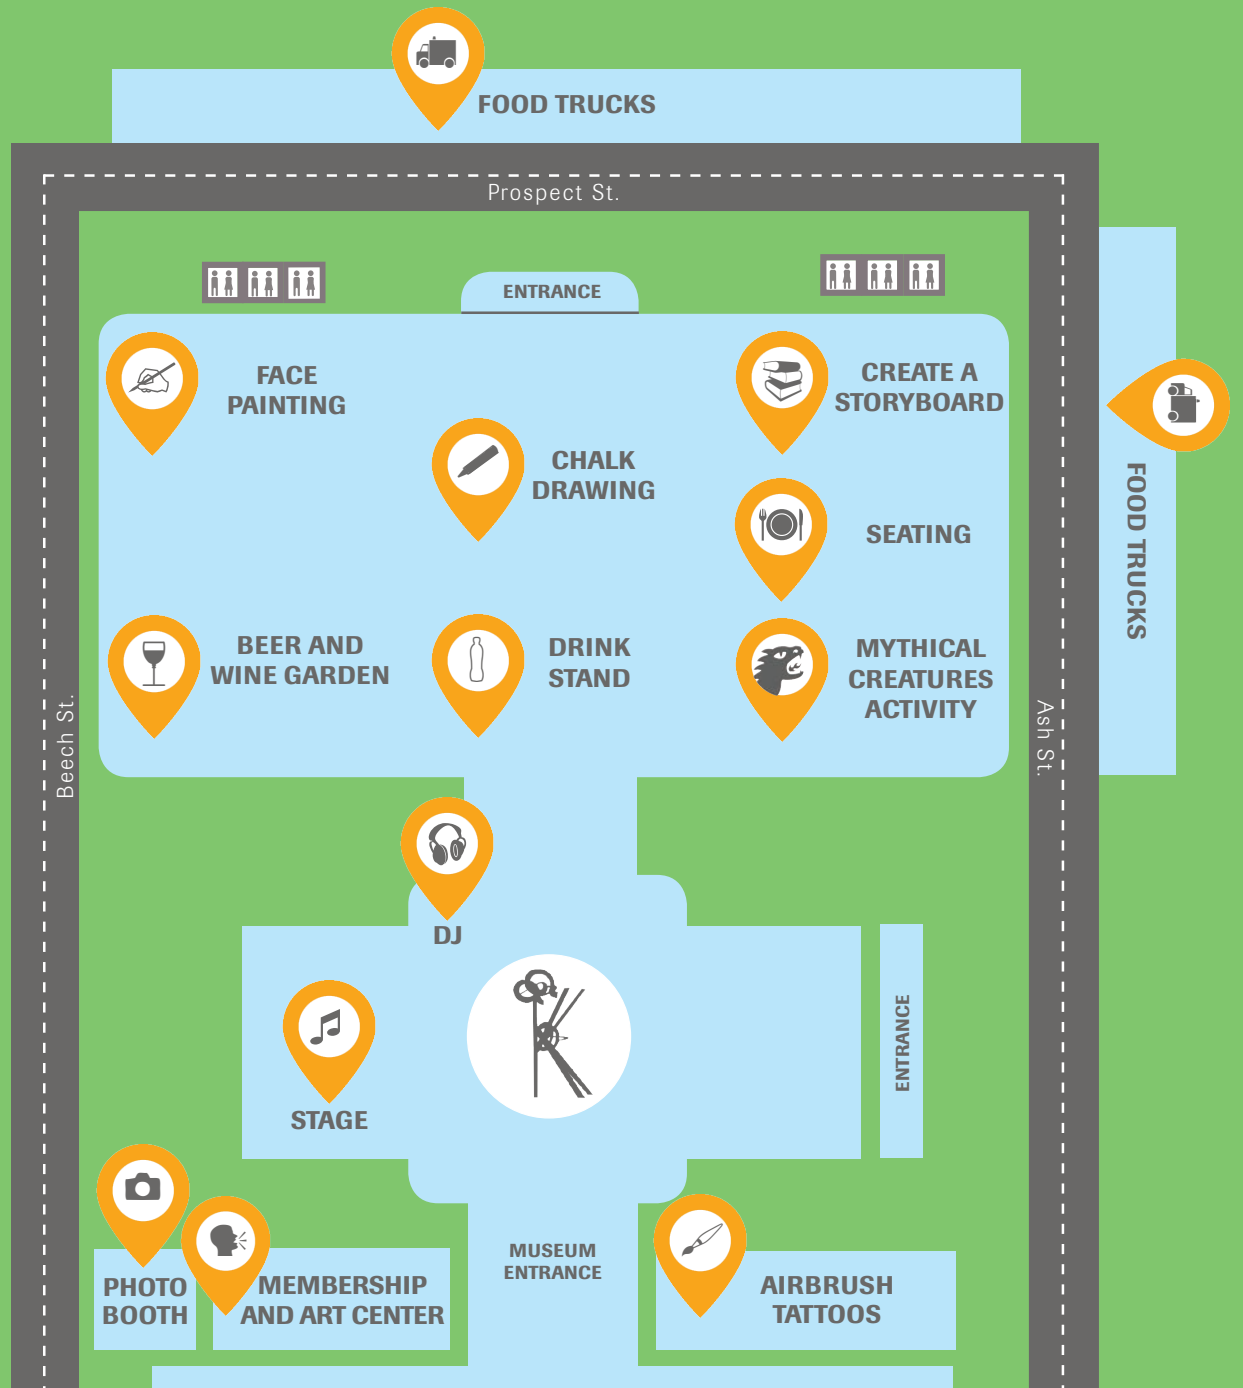 FOOD TRUCKS
Prospect St.
ENTRANCE
FACE
PAINTING
CREATE A
STORYBOARD
CHALK
DRAWING
SEATING
FOOD TRUCKS
BEER AND
WINE GARDEN
DRINK
STAND
MYTHICAL
CREATURES
ACTIVITY
Beech St.
Ash St.
DJ
ENTRANCE
STAGE
MUSEUM
ENTRANCE
PHOTO
BOOTH
MEMBERSHIP
AND ART CENTER
AIRBRUSH
TATTOOS